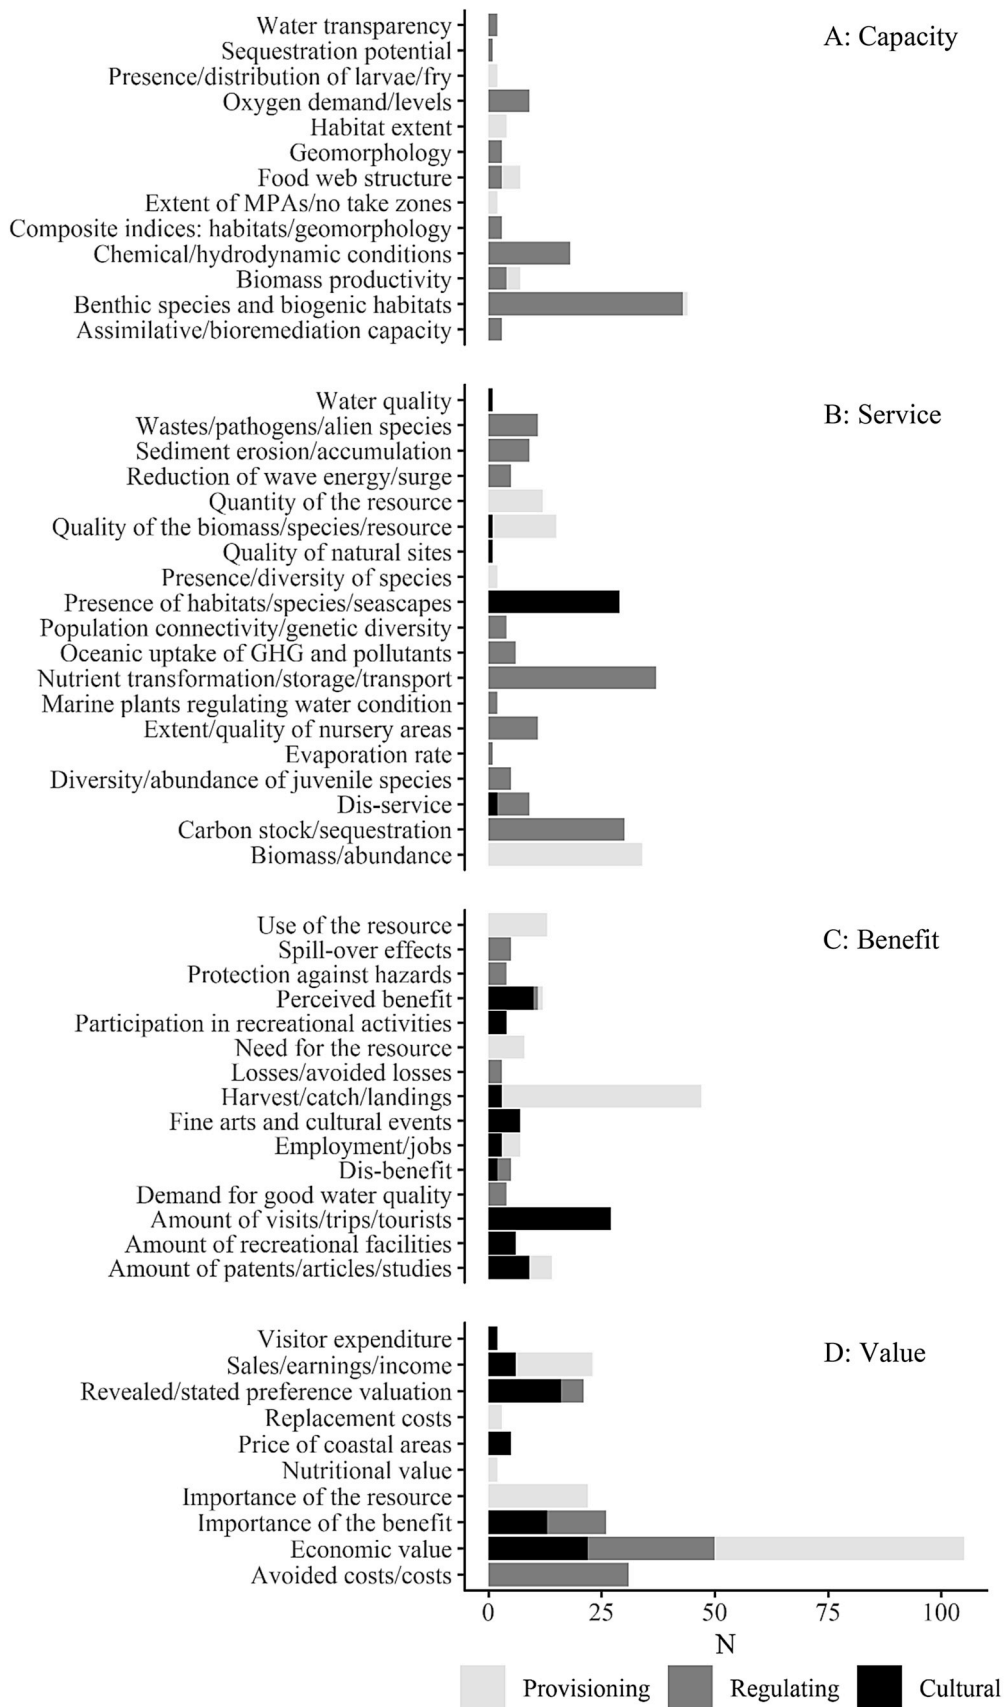 A: Capacity
Water transparency
Sequestration potential
Presence/distribution of larvae/fry
Oxygen demand/levels
Habitat extent
Geomorphology
Food web structure
Extent of MPAs/no take zones
Composite indices: habitats/geomorphology
Chemical/hydrodynamic conditions
Biomass productivity
Benthic species and biogenic habitats
Assimilative/bioremediation capacity
B: Service
Water quality
Wastes/pathogens/alien species
Sediment erosion/accumulation
Reduction of wave energy/surge
Quantity of the resource
Quality of the biomass/species/resource
Quality of natural sites
Presence/diversity of species
Presence of habitats/species/seascapes
Population connectivity/genetic diversity
Oceanic uptake of GHG and pollutants
Nutrient transformation/storage/transport
Marine plants regulating water condition
Extent/quality of nursery areas
Evaporation rate
Diversity/abundance of juvenile species
Dis-service
Carbon stock/sequestration
Biomass/abundance
C: Benefit
Use of the resource
Spill-over effects
Protection against hazards
Perceived benefit
Participation in recreational activities
Need for the resource
Losses/avoided losses
Harvest/catch/landings
Fine arts and cultural events
Employment/jobs
Dis-benefit
Demand for good water quality
Amount of visits/trips/tourists
Amount of recreational facilities
Amount of patents/articles/studies
D: Value
Visitor expenditure
Sales/earnings/income
Revealed/stated preference valuation
Replacement costs
Price of coastal areas
Nutritional value
Importance of the resource
Importance of the benefit
Economic value
Avoided costs/costs
0 25 50 75 100
N
Provisioning Regulating Cultural